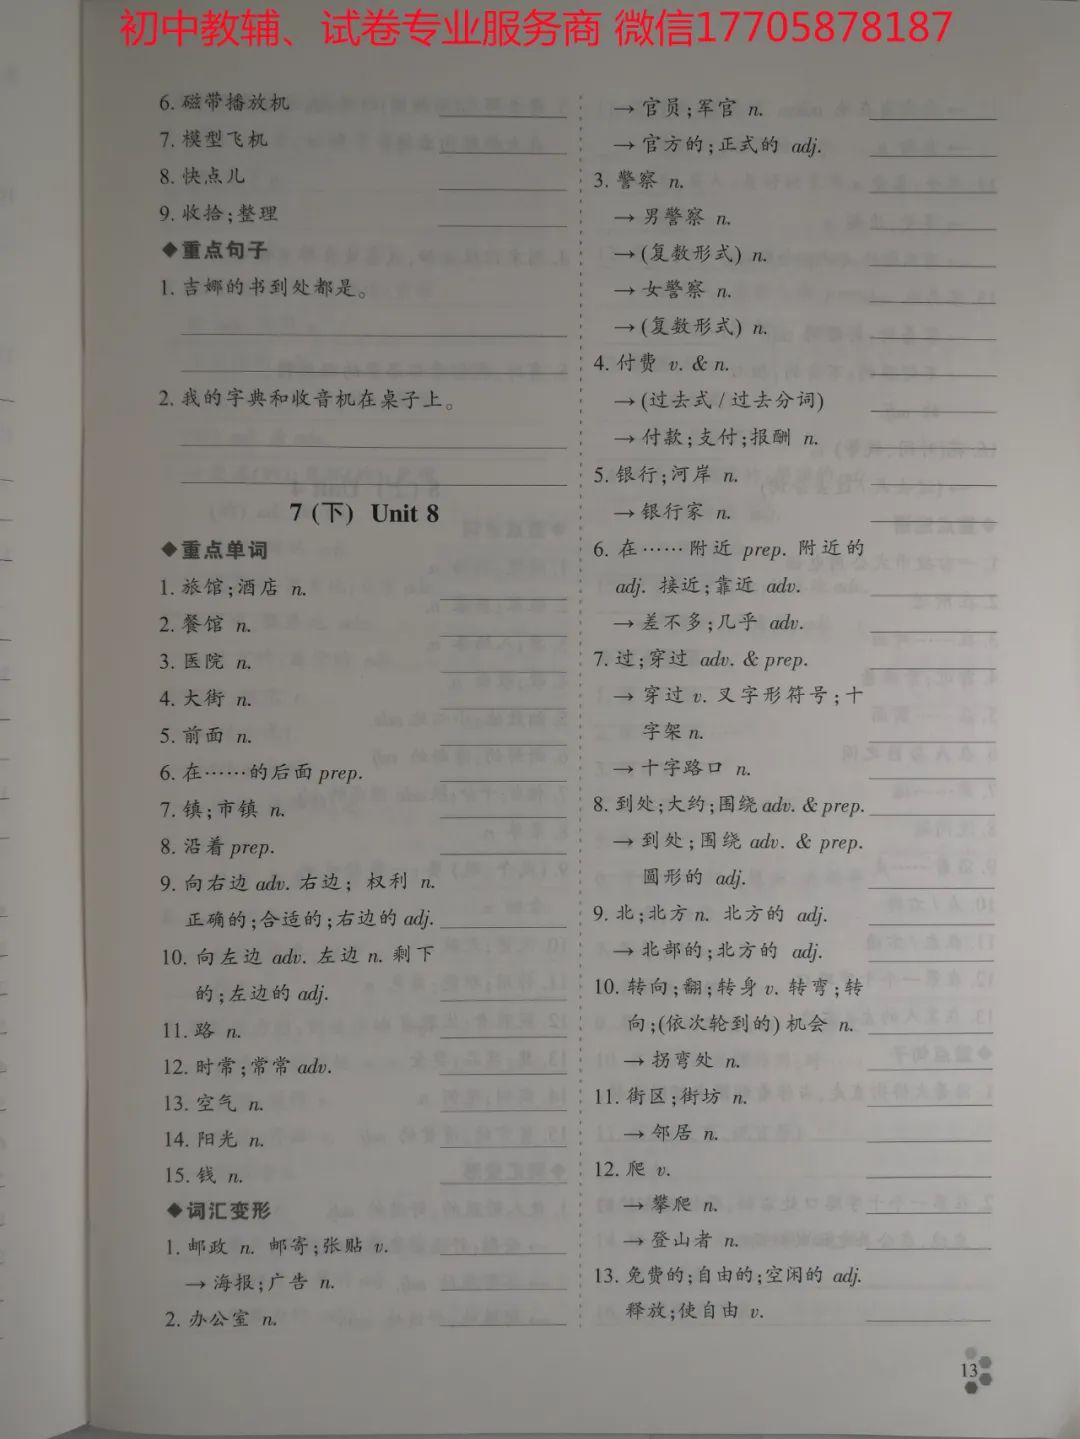 初中教辅、试卷专业服务商 微信17705878187
6. 磁带播放机
7. 模型飞机
8. 快点儿
9. 收拾;整理
◆重点句子
1. 吉娜的书到处都是。
2. 我的字典和收音机在桌子上。
7 (下) Unit 8
◆重点单词
1. 旅馆;酒店 n.
2. 餐馆 n.
3. 医院 n.
4. 大街 n.
5. 前面 n.
6. 在……的后面 prep.
7. 镇;市镇 n.
8. 沿着 prep.
9. 向右边 adv. 右边; 权利 n.
正确的;合适的;右边的 adj.
10. 向左边 adv. 左边 n. 剩下
的;左边的 adj.
11. 路 n.
12. 时常;常常 adv.
13. 空气 n.
14. 阳光 n.
15. 钱 n.
◆词汇变形
1. 邮政 n. 邮寄;张贴 v.
→ 海报;广告 n.
2. 办公室 n.
→ 官员;军官 n.
→ 官方的;正式的 adj.
3. 警察 n.
→ 男警察 n.
→ (复数形式) n.
→ 女警察 n.
→ (复数形式) n.
4. 付费 v. & n.
→ (过去式 / 过去分词)
→ 付款;支付;报酬 n.
5. 银行;河岸 n.
→ 银行家 n.
6. 在……附近 prep. 附近的
adj. 接近;靠近 adv.
→ 差不多;几乎 adv.
7. 过;穿过 adv. & prep.
→ 穿过 v. 叉字形符号;十
字架 n.
→ 十字路口 n.
8. 到处;大约;围绕 adv. & prep.
→ 到处;围绕 adv. & prep.
圆形的 adj.
9. 北;北方 n. 北方的 adj.
→ 北部的;北方的 adj.
10. 转向;翻;转身 v. 转弯;转
向;(依次轮到的) 机会 n.
→ 拐弯处 n.
11. 街区;街坊 n.
→ 邻居 n.
12. 爬 v.
→ 攀爬 n.
→ 登山者 n.
13. 免费的;自由的;空闲的 adj.
释放;使自由 v.
13